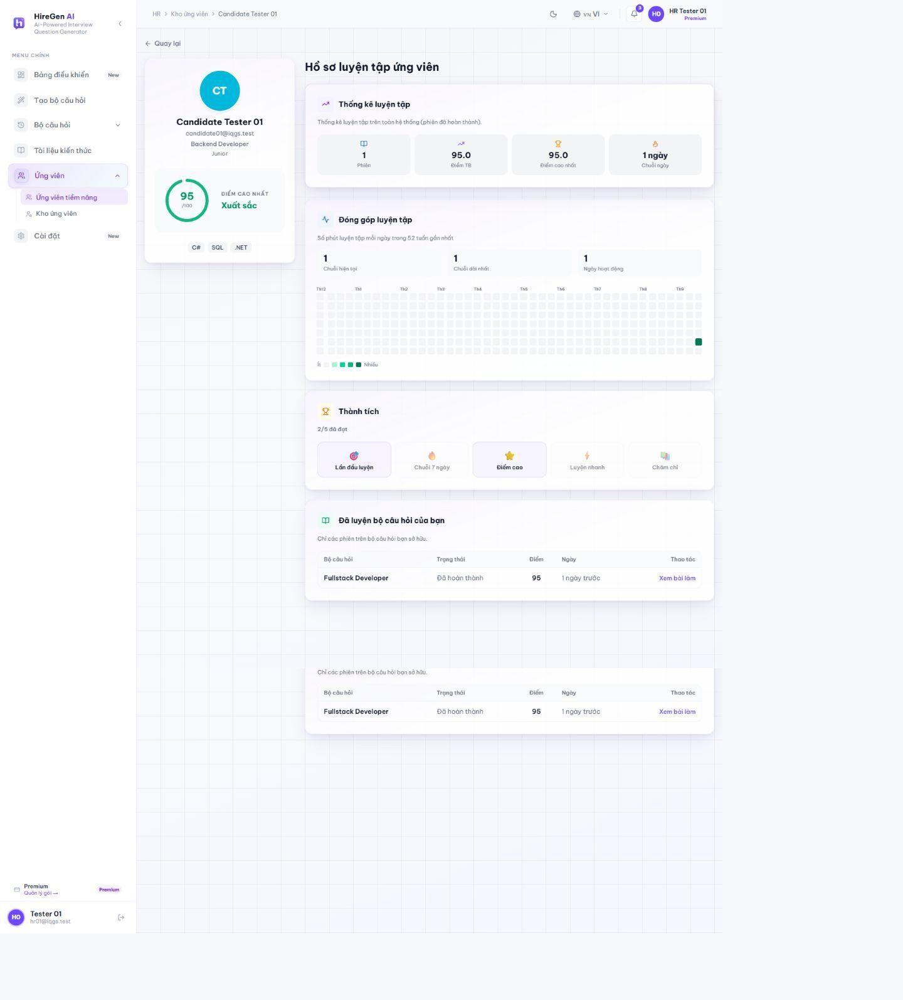 HireGen AI
AI-Powered Interview
Question Generator
MENU CHÍNH
Bảng điều khiển New
Tạo bộ câu hỏi
Bộ câu hỏi
Tài liệu kiến thức
Ứng viên
Ứng viên tiềm năng
Kho ứng viên
Cài đặt New
Premium
Quản lý gói → Premium
H0 Tester 01
hr01@iqgs.test
HR > Kho ứng viên > Candidate Tester 01
VN VI
3
H0
HR Tester 01
Premium
← Quay lại
CT
Candidate Tester 01
candidate01@iqgs.test
Backend Developer
Junior
95
/100
ĐIỂM CAO NHẤT
Xuất sắc
C# SQL .NET
Hồ sơ luyện tập ứng viên
Thống kê luyện tập
Thống kê luyện tập trên toàn hệ thống (phiên đã hoàn thành).
1 95.0 95.0 1 ngày
Phiên Điểm TB Điểm cao nhất Chuỗi ngày
Đóng góp luyện tập
Số phút luyện tập mỗi ngày trong 52 tuần gần nhất
1 1 1
Chuỗi hiện tại Chuỗi dài nhất Ngày hoạt động
Th12 Th1 Th2 Th3 Th4 Th5 Th6 Th7 Th8 Th9
Ít Nhiều
Thành tích
2/5 đã đạt
Lần đầu luyện Chuỗi 7 ngày Điểm cao Luyện nhanh Chăm chỉ
Đã luyện bộ câu hỏi của bạn
Chỉ các phiên trên bộ câu hỏi bạn sở hữu.
Bộ câu hỏi Trạng thái Điểm Ngày Thao tác
Fullstack Developer Đã hoàn thành 95 1 ngày trước Xem bài làm
Chỉ các phiên trên bộ câu hỏi bạn sở hữu.
Bộ câu hỏi Trạng thái Điểm Ngày Thao tác
Fullstack Developer Đã hoàn thành 95 1 ngày trước Xem bài làm